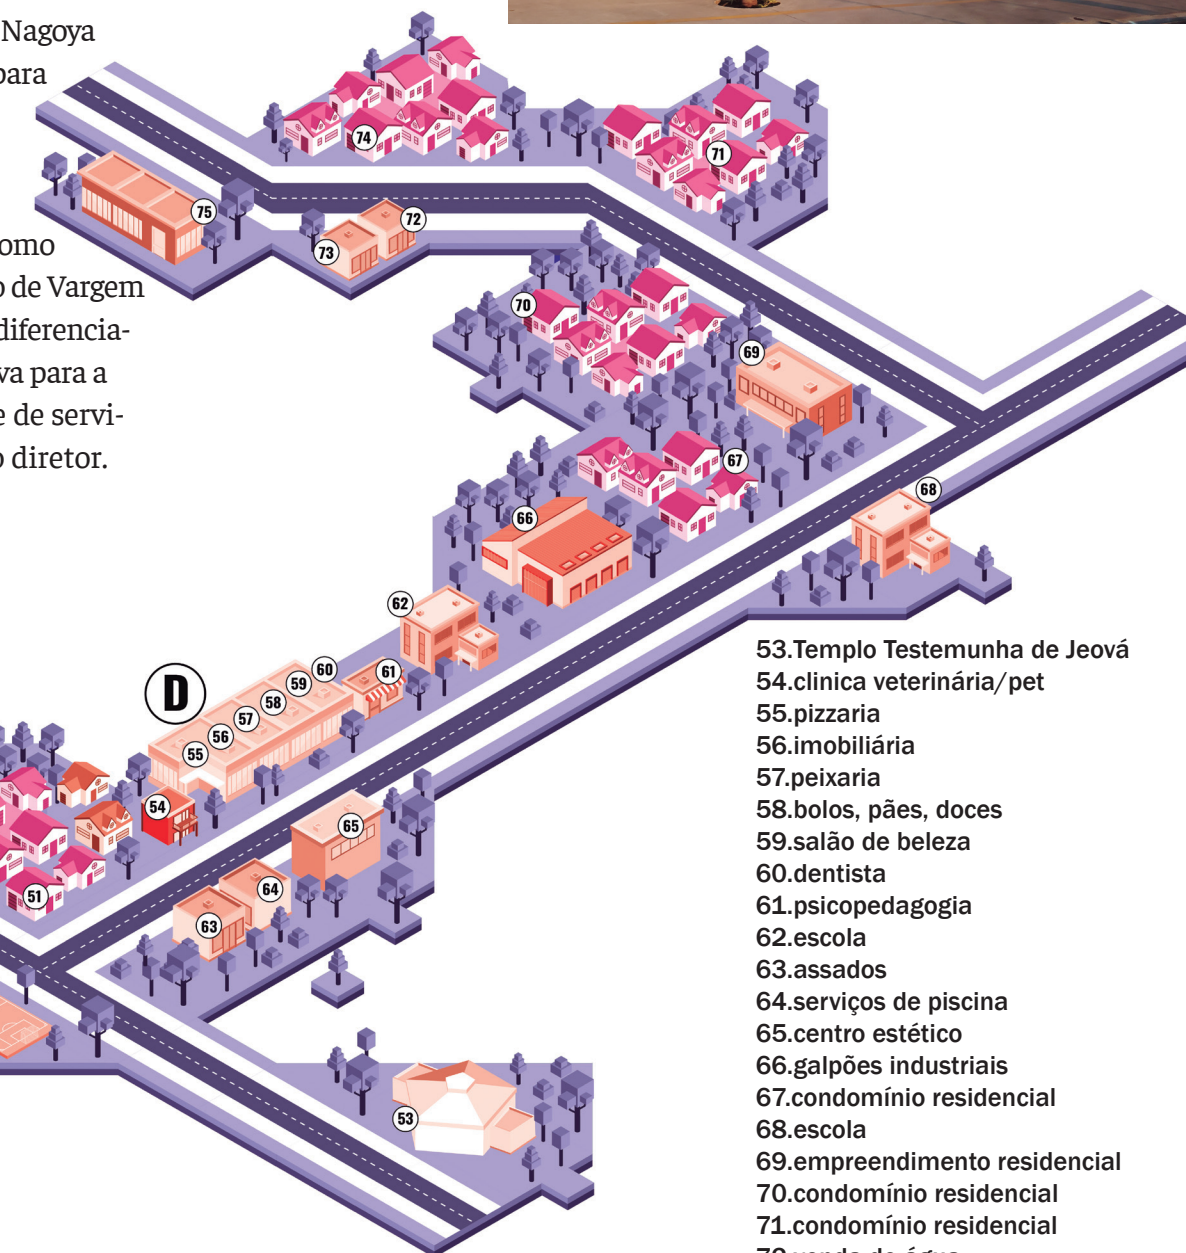 Nagoya
para
omo
o de Vargem
diferencia-
va para a
e de servi-
o diretor.
74
71
75
72
73
70
69
67
68
66
62
61
60
59
58
57
56
55
D
54
65
51
64
63
53
53.Templo Testemunha de Jeová
54.clinica veterinária/pet
55.pizzaria
56.imobiliária
57.peixaria
58.bolos, pães, doces
59.salão de beleza
60.dentista
61.psicopedagogia
62.escola
63.assados
64.serviços de piscina
65.centro estético
66.galpões industriais
67.condomínio residencial
68.escola
69.empreendimento residencial
70.condomínio residencial
71.condomínio residencial
72.venda de água